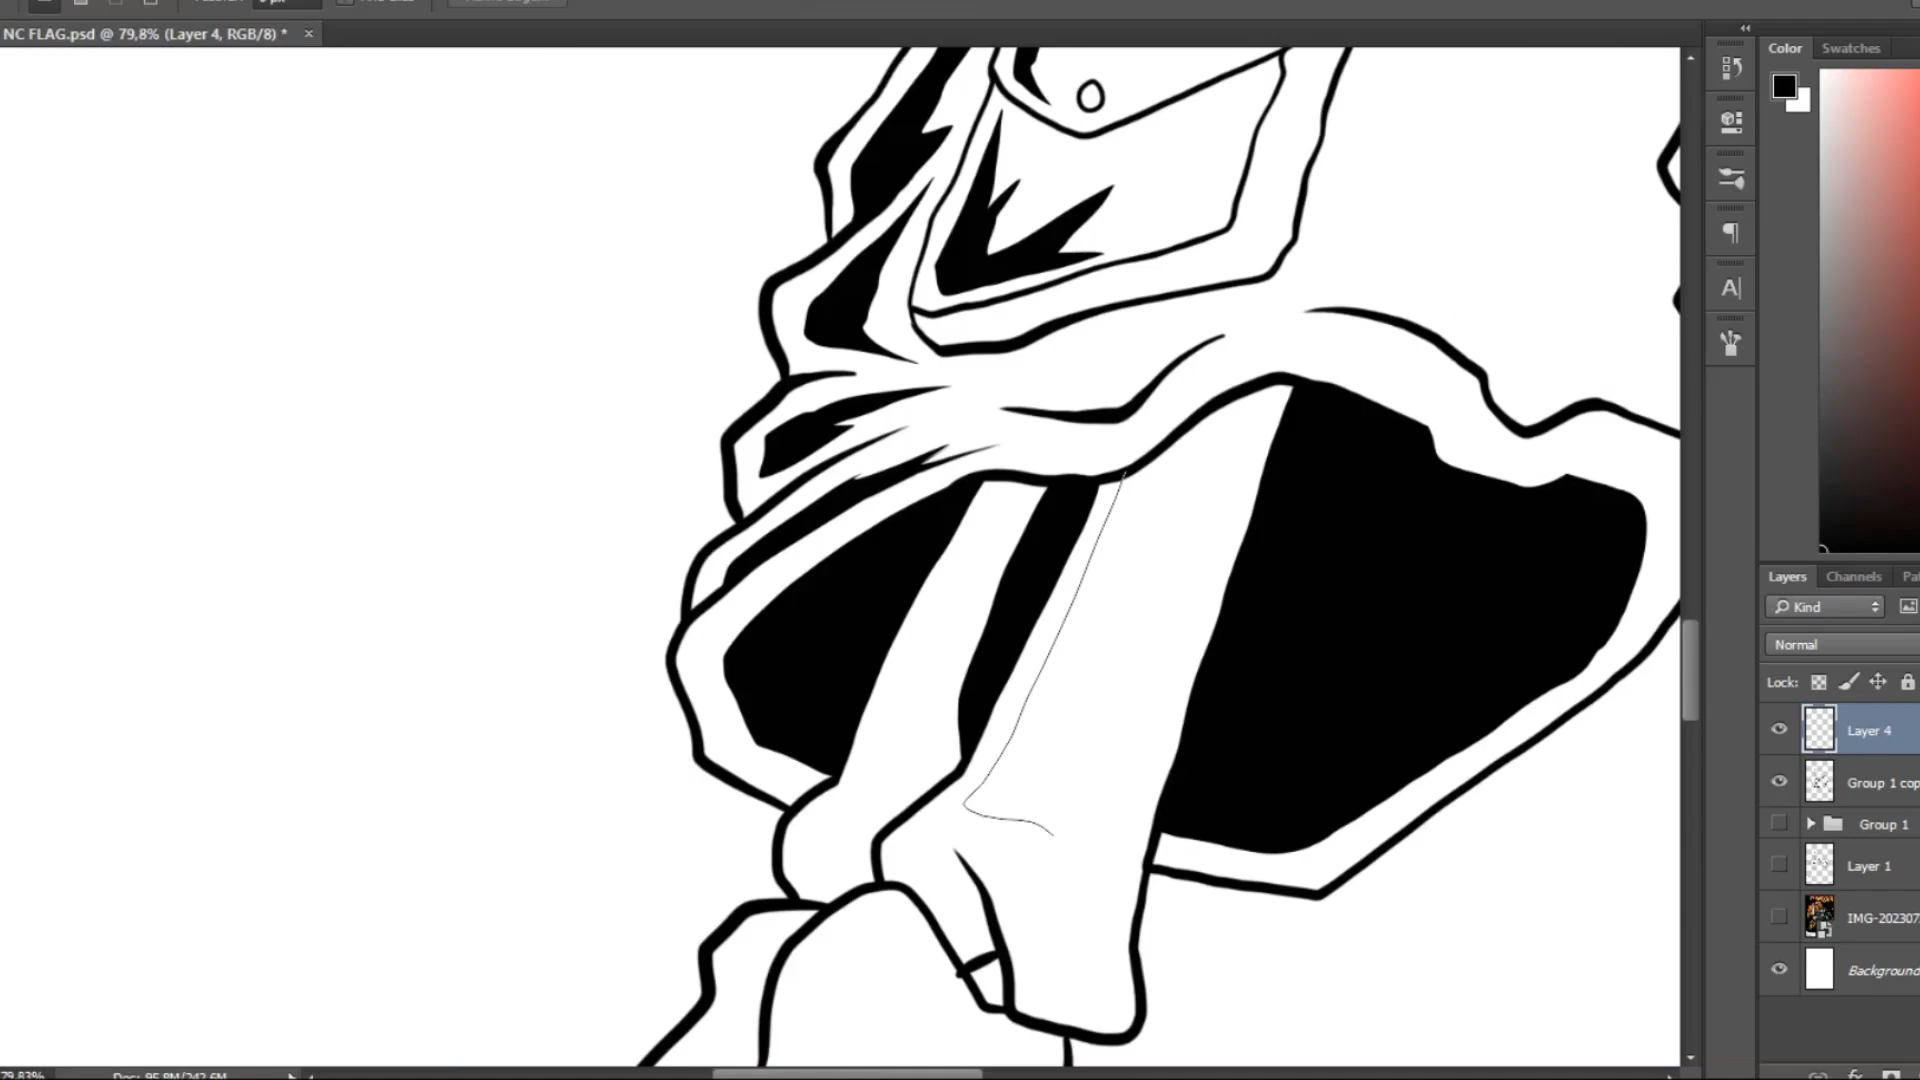 NC FLAG.psd @ 79,8% (Layer 4, RGB/8) * ×
Color Swatches
A|
Layers Channels
Kind
Normal
Lock:
Layer 4
Group 1 cop
Group 1
Layer 1
IMG-202307
Background
79,83% Doc: 95,8M/242,6M
fx